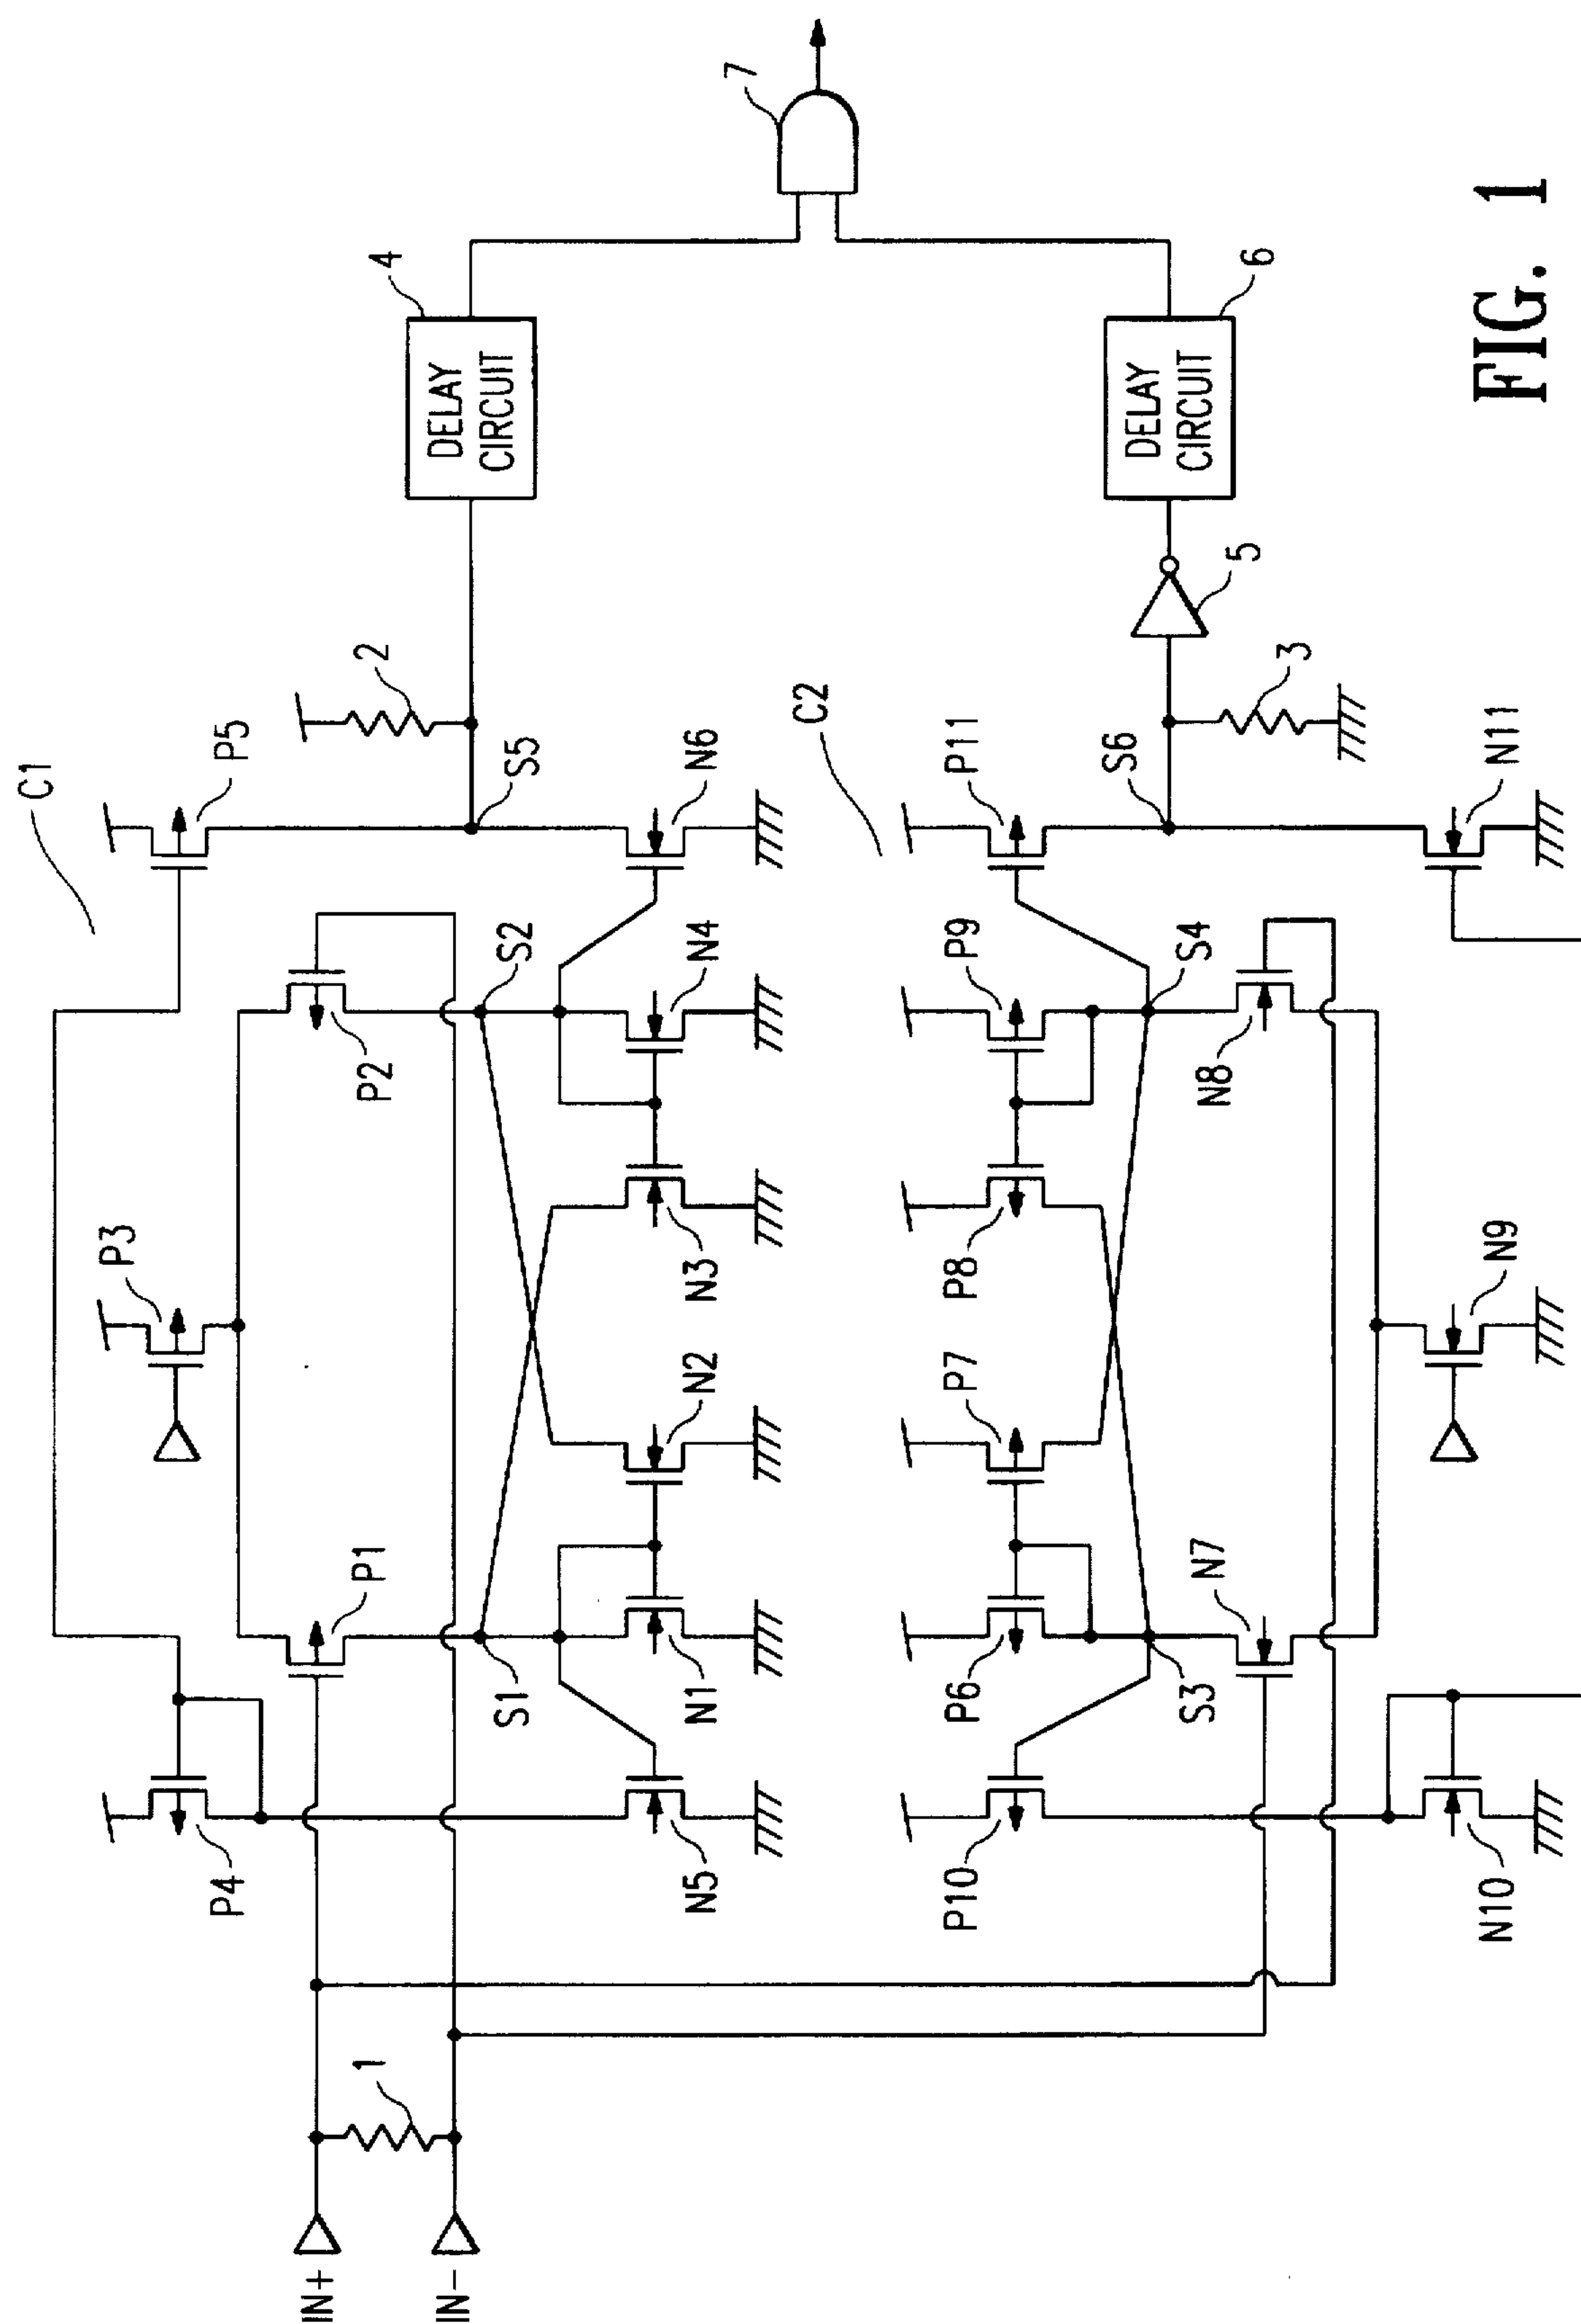 C1
P3
P4
P1
P2
P5
2
4
DELAY
CIRCUIT
7
IN+
1
IN-
S1
S2
S5
N5
N1
N2
N3
N4
N6
C2
P10
P6
P7
P8
P9
P11
S3
S4
S6
5
6
DELAY
CIRCUIT
3
N7
N8
N10
N9
N11
FIG. 1